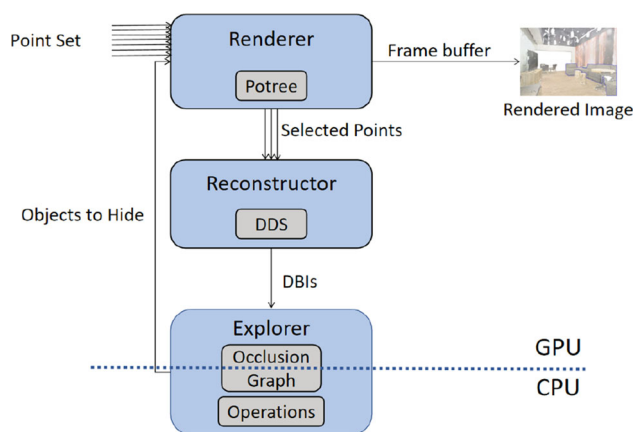 Point Set
Renderer
Potree
Frame buffer
Rendered Image
Selected Points
Reconstructor
DDS
Objects to Hide
DBIs
Explorer
Occlusion
Graph
Operations
GPU
CPU